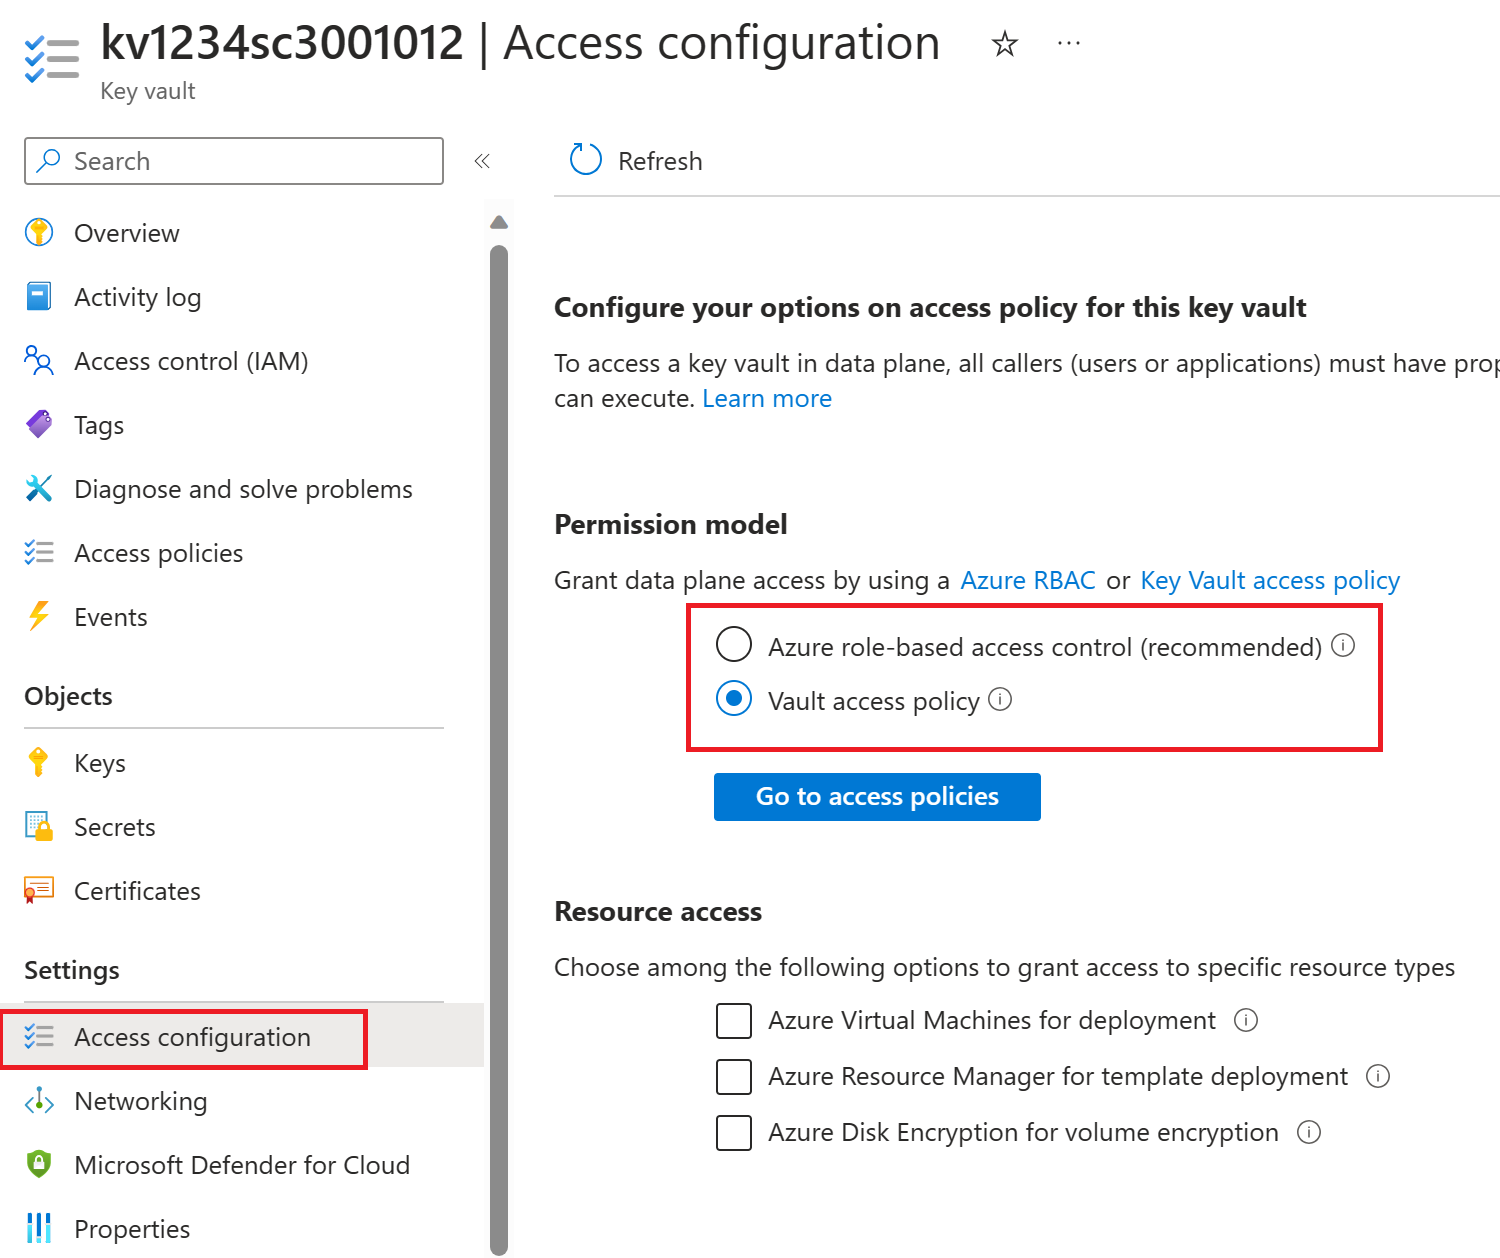 kv1234sc3001012 | Access configuration
Key vault
Search
Refresh
Overview
Activity log
Access control (IAM)
Tags
Diagnose and solve problems
Access policies
Events
Objects
Keys
Secrets
Certificates
Settings
Access configuration
Networking
Microsoft Defender for Cloud
Properties
Configure your options on access policy for this key vault
To access a key vault in data plane, all callers (users or applications) must have
can execute. Learn more
Permission model
Grant data plane access by using a Azure RBAC or Key Vault access policy
Azure role-based access control (recommended)
Vault access policy
Go to access policies
Resource access
Choose among the following options to grant access to specific resource types
Azure Virtual Machines for deployment
Azure Resource Manager for template deployment
Azure Disk Encryption for volume encryption